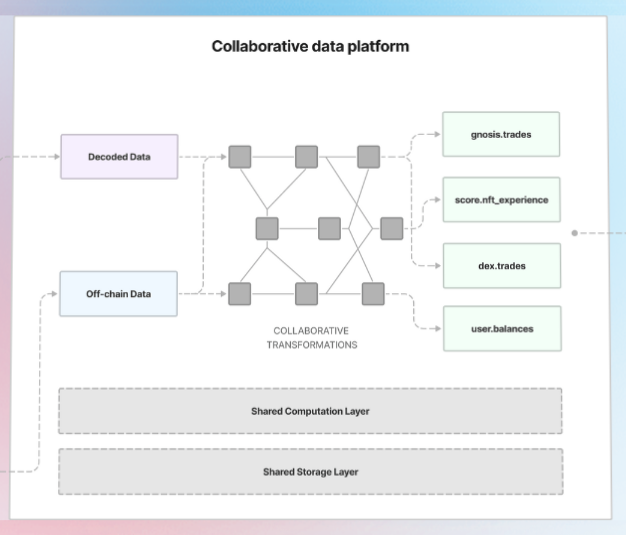 Collaborative data platform
Decoded Data
Off-chain Data
COLLABORATIVE
TRANSFORMATIONS
gnosis.trades
score.nft_experience
dex.trades
user.balances
Shared Computation Layer
Shared Storage Layer